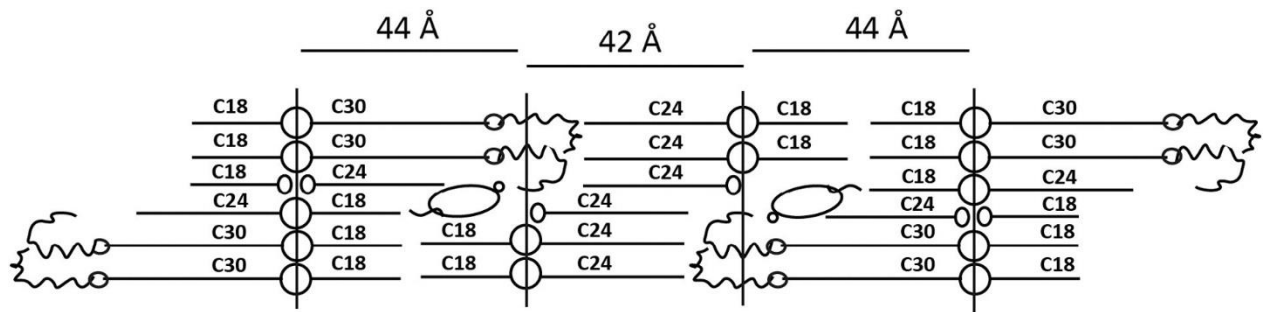 44 Å 42 Å 44 Å
C18 C30 C24 C18 C18 C30
C18 C30 C24 C18 C18 C30
C18 C24 C24 C18 C24
C24 C18 C24 C24 C18
C30 C18 C18 C24 C30 C18
C30 C18 C18 C24 C30 C18